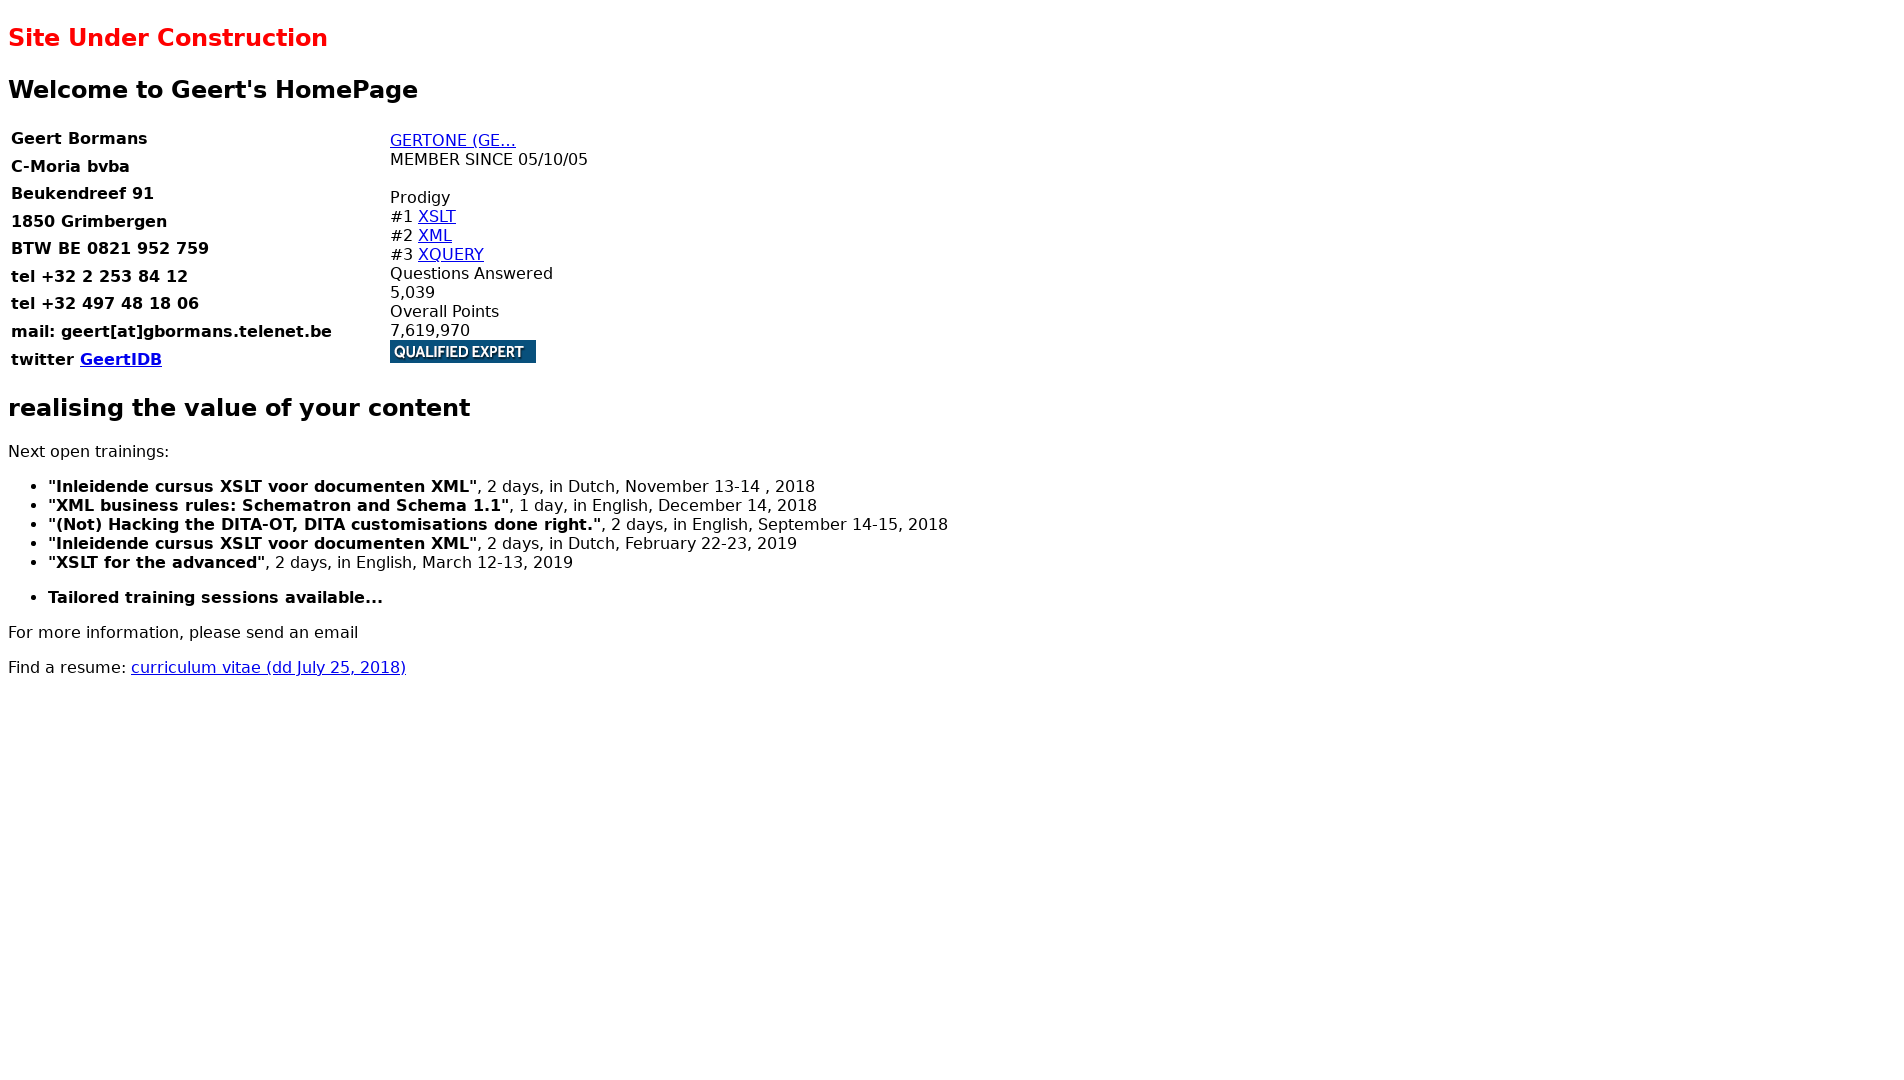 Site Under Construction
Welcome to Geert's HomePage
Geert Bormans
C-Moria bvba
Beukendreef 91
1850 Grimbergen
BTW BE 0821 952 759
tel +32 2 253 84 12
tel +32 497 48 18 06
mail: geert[at]gbormans.telenet.be
twitter GeertIDB
GERTONE (GE...
MEMBER SINCE 05/10/05
Prodigy
#1 XSLT
#2 XML
#3 XQUERY
Questions Answered
5,039
Overall Points
7,619,970
QUALIFIED EXPERT
realising the value of your content
Next open trainings:
• "Inleidende cursus XSLT voor documenten XML", 2 days, in Dutch, November 13-14 , 2018
• "XML business rules: Schematron and Schema 1.1", 1 day, in English, December 14, 2018
• "(Not) Hacking the DITA-OT, DITA customisations done right.", 2 days, in English, September 14-15, 2018
• "Inleidende cursus XSLT voor documenten XML", 2 days, in Dutch, February 22-23, 2019
• "XSLT for the advanced", 2 days, in English, March 12-13, 2019
• Tailored training sessions available...
For more information, please send an email
Find a resume: curriculum vitae (dd July 25, 2018)